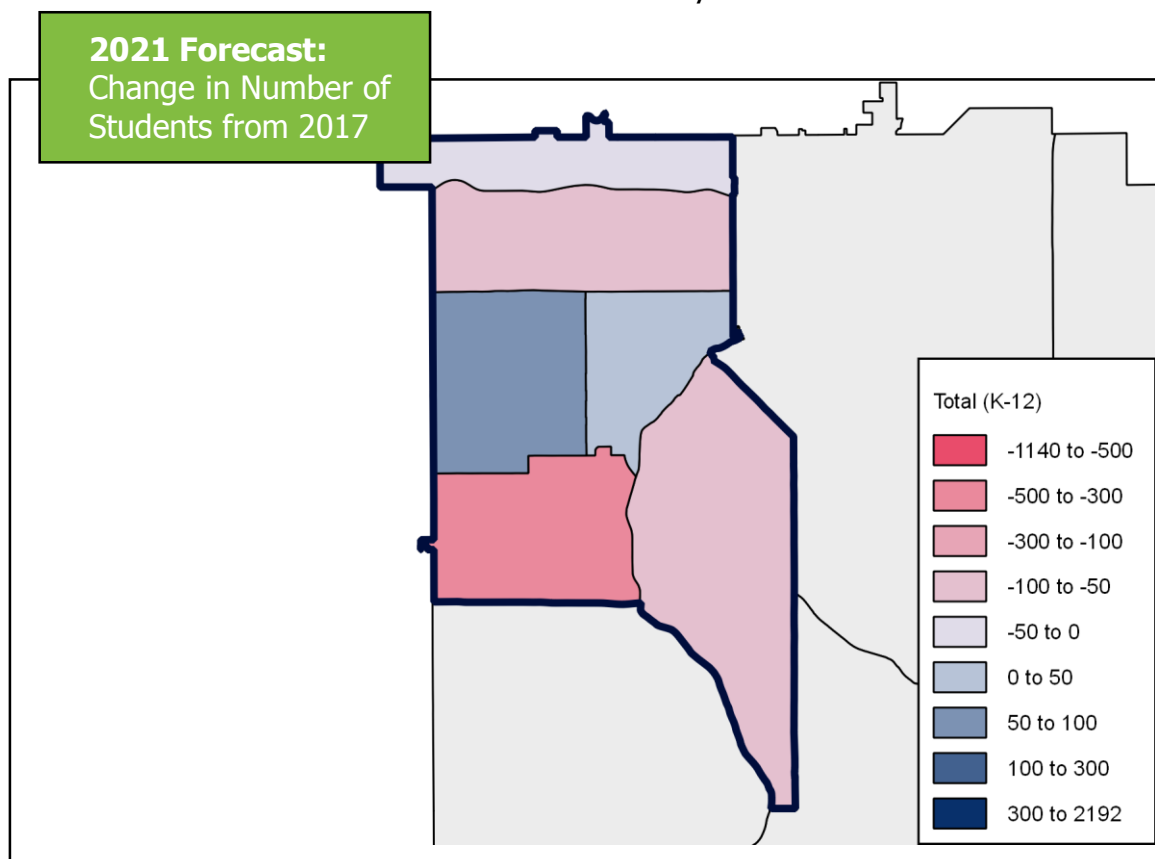 2021 Forecast:
Change in Number of
Students from 2017
Total (K-12)
-1140 to -500
-500 to -300
-300 to -100
-100 to -50
-50 to 0
0 to 50
50 to 100
100 to 300
300 to 2192